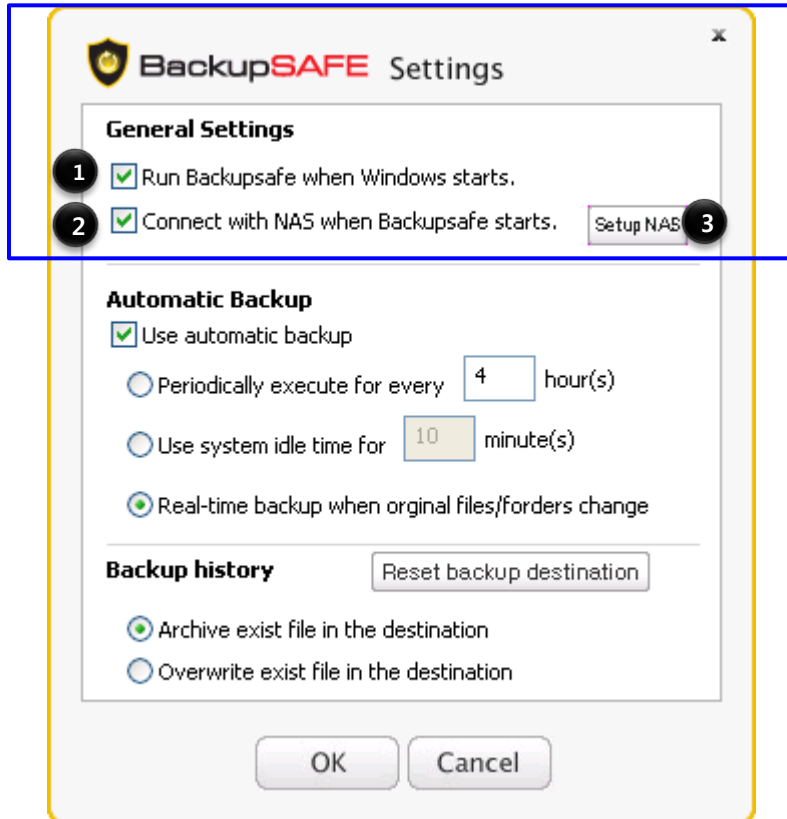 x
BackupSAFE Settings
General Settings
1 Run Backupsafe when Windows starts.
2 Connect with NAS when Backupsafe starts. Setup NAS 3
Automatic Backup
Use automatic backup
Periodically execute for every 4 hour(s)
Use system idle time for 10 minute(s)
Real-time backup when orginal files/forders change
Backup history Reset backup destination
Archive exist file in the destination
Overwrite exist file in the destination
OK Cancel